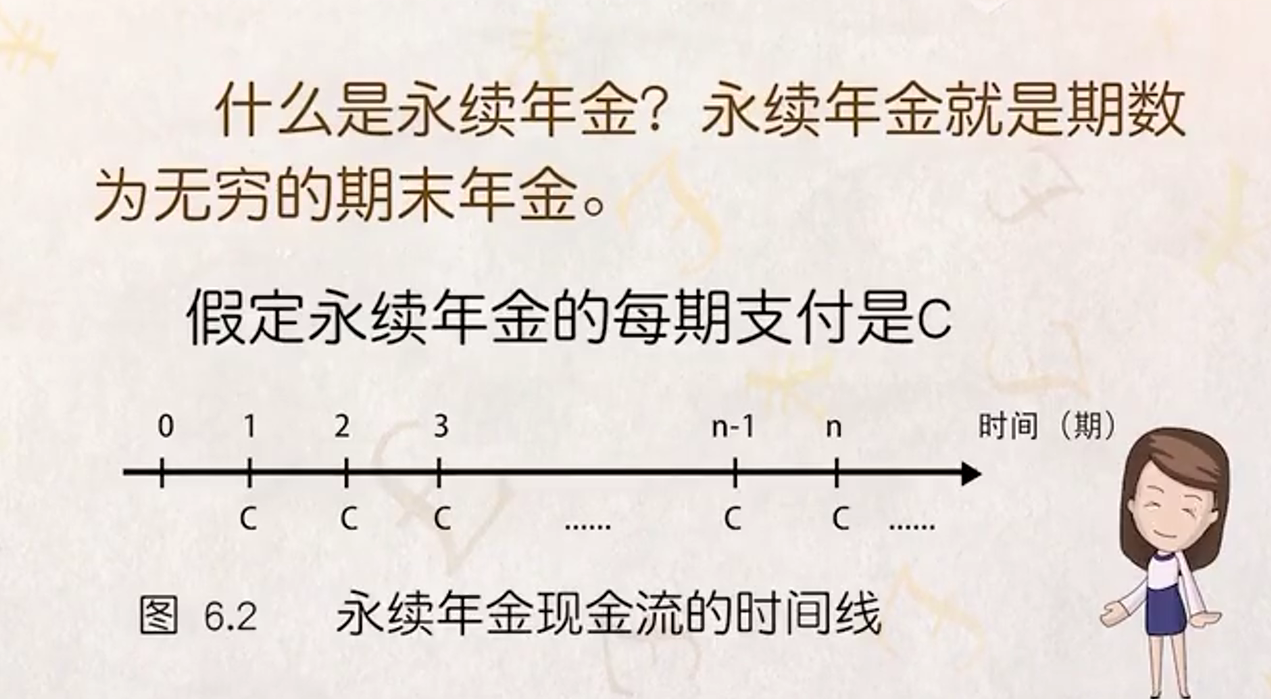 什么是永续年金？永续年金就是期数
为无穷的期末年金。
假定永续年金的每期支付是C
0 1 2 3 n-1 n 时间（期）
C C C …… C C ……
图 6.2 永续年金现金流的时间线